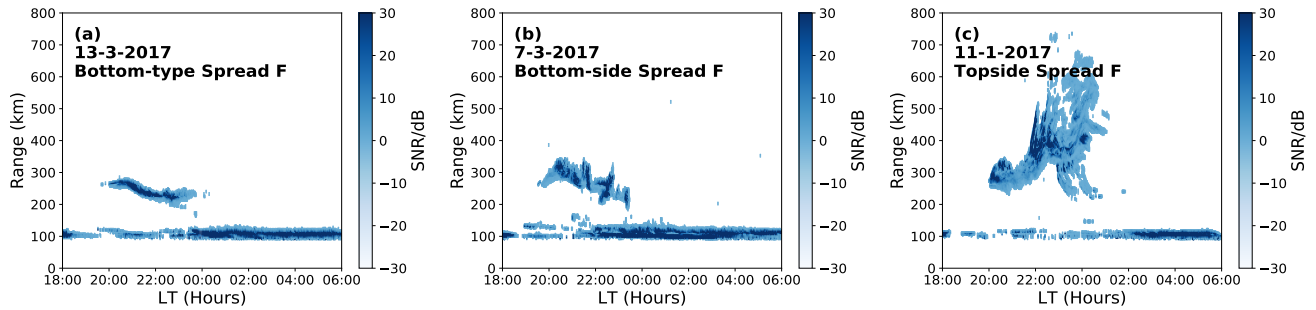 (a)
13-3-2017
Bottom-type Spread F
Range (km)
800
700
600
500
400
300
200
100
0
18:00 20:00 22:00 00:00 02:00 04:00 06:00
LT (Hours)
30
20
10
0
−10
−20
−30
SNR/dB
(b)
7-3-2017
Bottom-side Spread F
Range (km)
800
700
600
500
400
300
200
100
0
18:00 20:00 22:00 00:00 02:00 04:00 06:00
LT (Hours)
30
20
10
0
−10
−20
−30
SNR/dB
(c)
11-1-2017
Topside Spread F
Range (km)
800
700
600
500
400
300
200
100
0
18:00 20:00 22:00 00:00 02:00 04:00 06:00
LT (Hours)
30
20
10
0
−10
−20
−30
SNR/dB